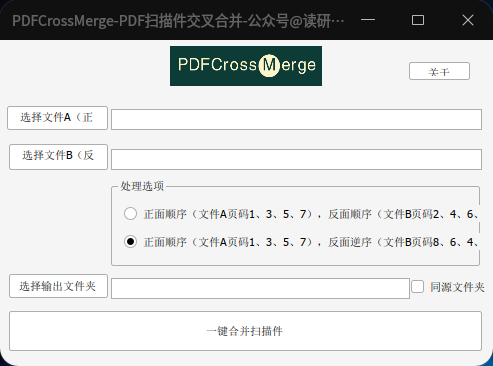 PDFCrossMerge-PDF扫描件交叉合并-公众号@读研…
PDFCrossMerge
关于
选择文件A（正
选择文件B（反
处理选项
正面顺序（文件A页码1、3、5、7），反面顺序（文件B页码2、4、6、
正面顺序（文件A页码1、3、5、7），反面逆序（文件B页码8、6、4、
选择输出文件夹
同源文件夹
一键合并扫描件